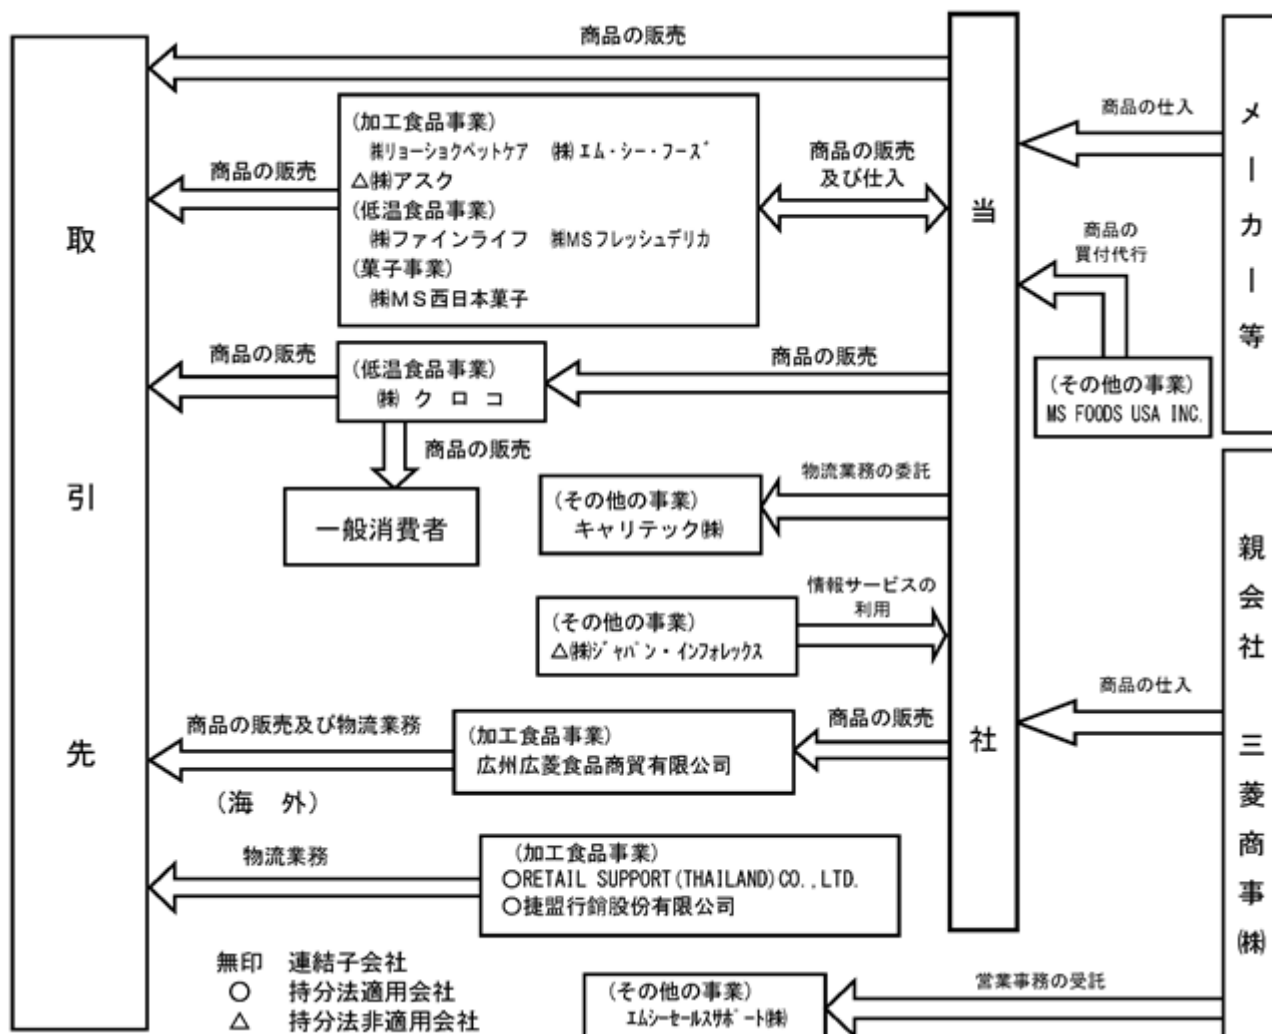 商品の販売
取引先
(加工食品事業)
㈱リョーショクペットケア ㈱エム・シー・フーズ
△㈱アスク
(低温食品事業)
㈱ファインライフ ㈱MSフレッシュデリカ
(菓子事業)
㈱MS西日本菓子
商品の販売
商品の販売
及び仕入
当社
商品の仕入
メーカー等
商品の
買付代行
(その他の事業)
MS FOODS USA INC.
商品の販売
(低温食品事業)
㈱クロコ
商品の販売
商品の販売
一般消費者
物流業務の委託
(その他の事業)
キャリテック㈱
情報サービスの
利用
(その他の事業)
△㈱ジャパン・インフォレックス
商品の仕入
親会社 三菱商事㈱
商品の販売及び物流業務
(加工食品事業)
広州広菱食品商貿有限公司
商品の販売
(海 外)
物流業務
(加工食品事業)
○RETAIL SUPPORT(THAILAND)CO.,LTD.
○捷盟行銷股份有限公司
無印 連結子会社
○ 持分法適用会社
△ 持分法非適用会社
(その他の事業)
エムシーセールスサポート㈱
営業事務の受託